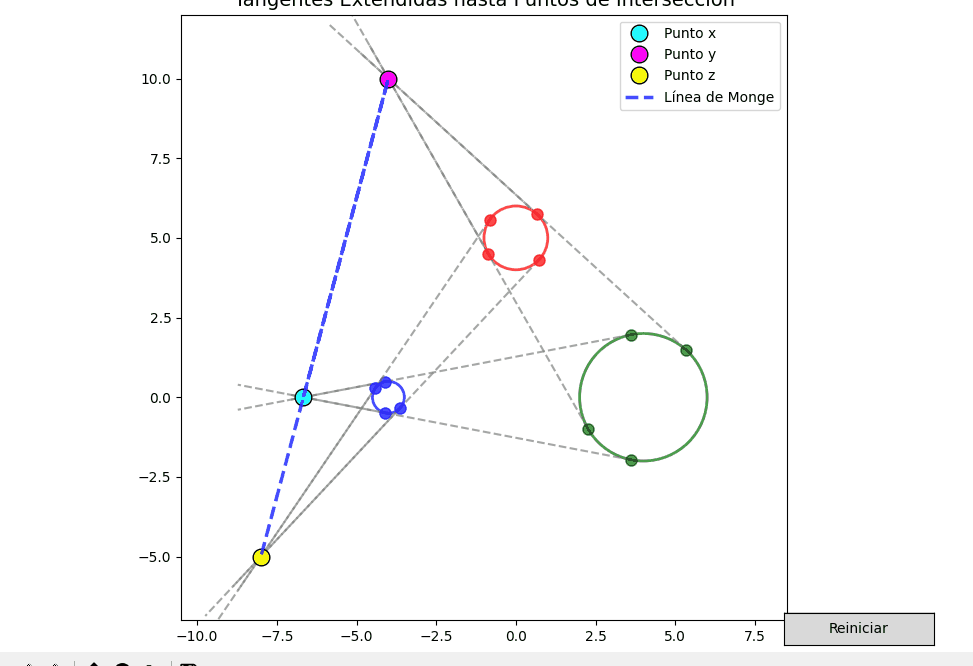 Tangentes Extendidas hasta Puntos de Intersección
Punto x
Punto y
Punto z
Línea de Monge
10.0
7.5
5.0
2.5
0.0
−2.5
−5.0
−10.0 −7.5 −5.0 −2.5 0.0 2.5 5.0 7.5
Reiniciar